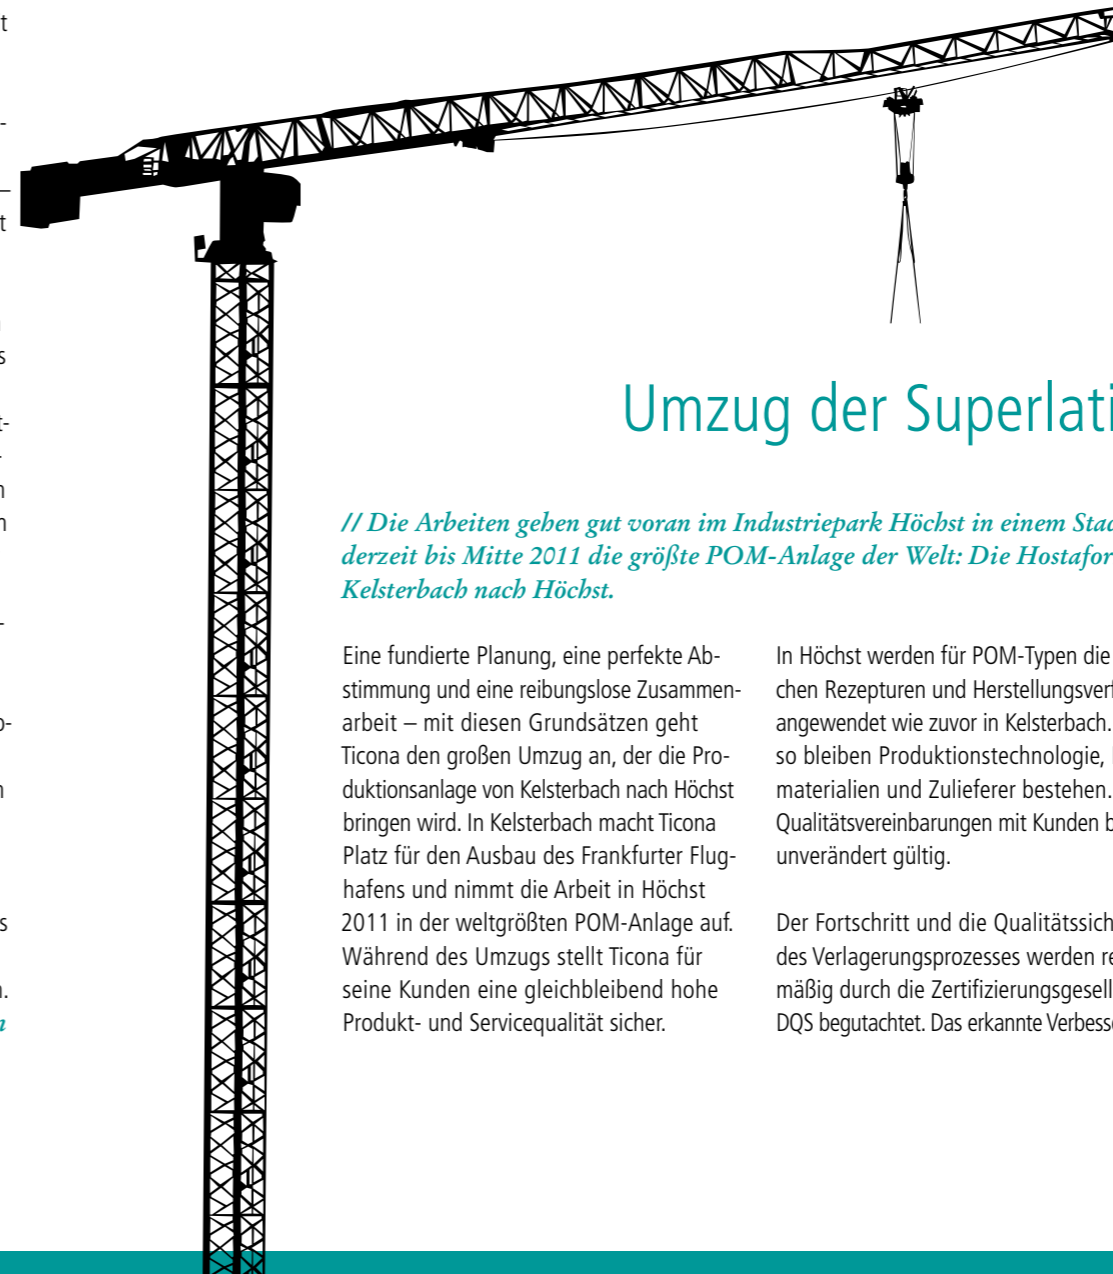 Umzug der Superlati
// Die Arbeiten gehen gut voran im Industriepark Höchst in einem Stad
derzeit bis Mitte 2011 die größte POM-Anlage der Welt: Die Hostafor
Kelsterbach nach Höchst.
Eine fundierte Planung, eine perfekte Ab-
stimmung und eine reibungslose Zusammen-
arbeit – mit diesen Grundsätzen geht
Ticona den großen Umzug an, der die Pro-
duktionsanlage von Kelsterbach nach Höchst
bringen wird. In Kelsterbach macht Ticona
Platz für den Ausbau des Frankfurter Flug-
hafens und nimmt die Arbeit in Höchst
2011 in der weltgrößten POM-Anlage auf.
Während des Umzugs stellt Ticona für
seine Kunden eine gleichbleibend hohe
Produkt- und Servicequalität sicher.
In Höchst werden für POM-Typen die
chen Rezepturen und Herstellungsverf
angewendet wie zuvor in Kelsterbach.
so bleiben Produktionstechnologie,
materialien und Zulieferer bestehen.
Qualitätsvereinbarungen mit Kunden b
unverändert gültig.
Der Fortschritt und die Qualitätssich
des Verlagerungsprozesses werden re
mäßig durch die Zertifizierungsgesell
DQS begutachtet. Das erkannte Verbesse